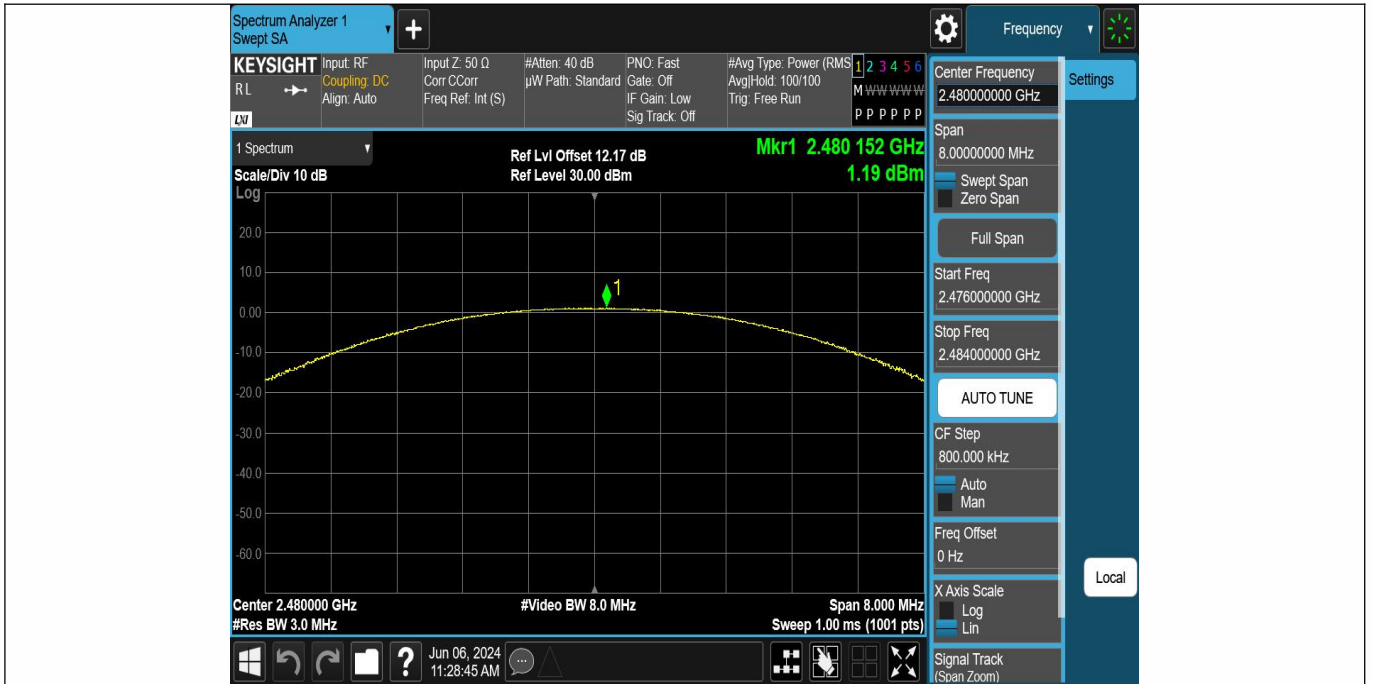 Spectrum Analyzer 1
Swept SA
Frequency
KEYSIGHT
R L
LXI
Input: RF
Coupling: DC
Align: Auto
Input Z: 50 Ω
Corr CCorr
Freq Ref: Int (S)
#Atten: 40 dB
µW Path: Standard
PNO: Fast
Gate: Off
IF Gain: Low
Sig Track: Off
#Avg Type: Power (RMS
Avg|Hold: 100/100
Trig: Free Run
1 2 3 4 5 6
M W W W W W
P P P P P P
1 Spectrum
Scale/Div 10 dB
Ref Lvl Offset 12.17 dB
Ref Level 30.00 dBm
Mkr1 2.480 152 GHz
1.19 dBm
Log
20.0
10.0
1
0.00
-10.0
-20.0
-30.0
-40.0
-50.0
-60.0
Center 2.480000 GHz
#Video BW 8.0 MHz
Span 8.000 MHz
#Res BW 3.0 MHz
Sweep 1.00 ms (1001 pts)
Jun 06, 2024
11:28:45 AM
Center Frequency
2.480000000 GHz
Settings
Span
8.00000000 MHz
Swept Span
Zero Span
Full Span
Start Freq
2.476000000 GHz
Stop Freq
2.484000000 GHz
AUTO TUNE
CF Step
800.000 kHz
Auto
Man
Freq Offset
0 Hz
X Axis Scale
Log
Lin
Local
Signal Track
(Span Zoom)